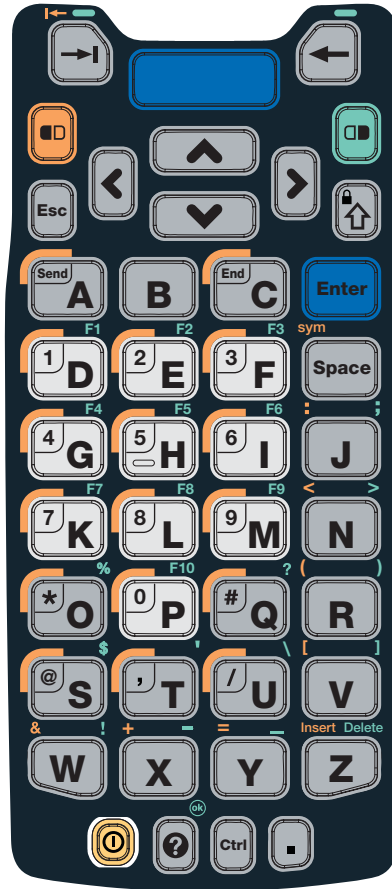 Esc
Send A B End C Enter
F1 F2 F3 sym
1 D 2 E 3 F Space
F4 F5 F6 : ;
4 G 5 H 6 I J
F7 F8 F9 < >
7 K 8 L 9 M N
% F10 ? ( )
* O 0 P # Q R
$ ' \ [ ]
@ S , T / U V
& ! + - = _ Insert Delete
W X Y Z
ok
? Ctrl .